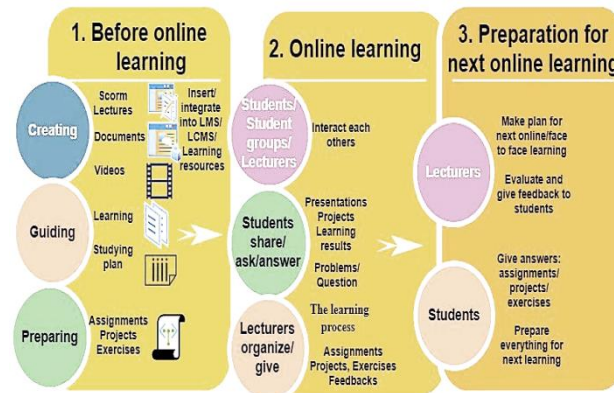 1. Before online
learning
Creating
Scorm
Lectures
Documents
Videos
Insert/
integrate
into LMS/
LCMS/
Learning
resources
Guiding
Learning
Studying
plan
Preparing
Assignments
Projects
Exercises
2. Online learning
Students/
Student
groups/
Lecturers
Interact each
others
Students
share/
ask/answer
Presentations
Projects
Learning
results
Problems/
Question
Lecturers
organize/
give
The learning
process
Assignments
Projects, Exercises
Feedbacks
3. Preparation for
next online learning
Lecturers
Make plan for
next online/face
to face learning
Evaluate and
give feedback to
students
Students
Give answers:
assignments/
projects/
exercises
Prepare
everything for
next learning